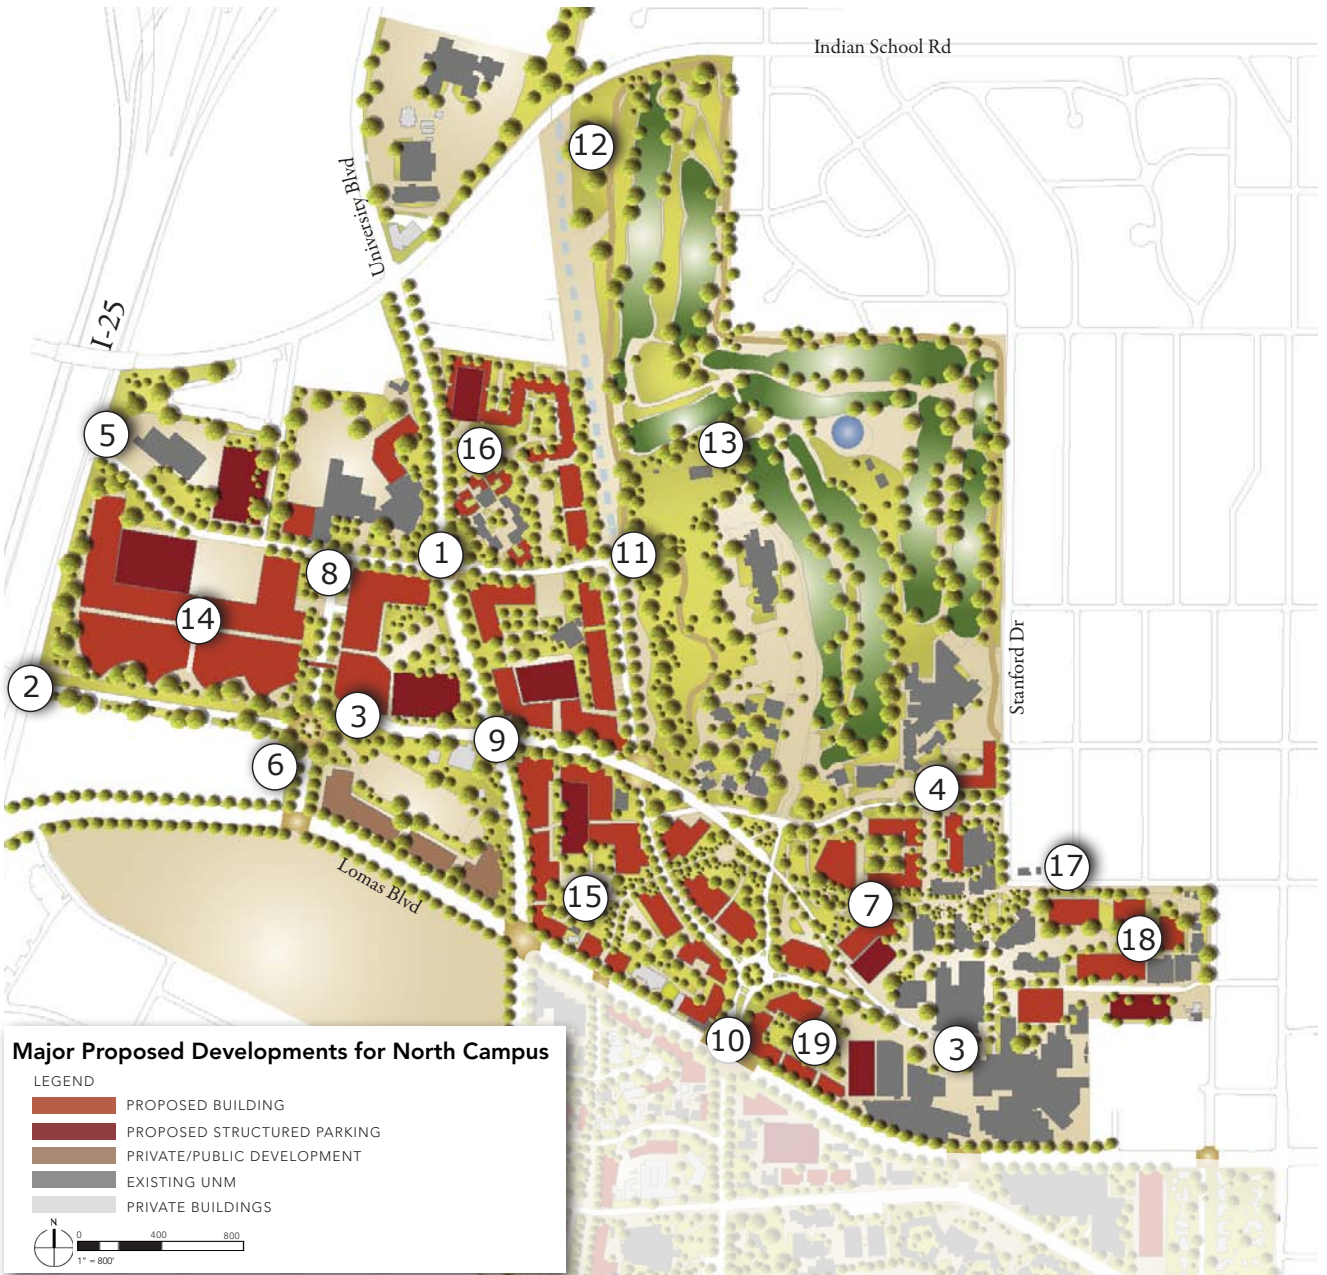 Indian School Rd
12
University Blvd
I-25
5
16
13
1
11
8
14
2
3
9
6
Stanford Dr
4
Lomas Blvd
15
7
17
18
10
19
3
Major Proposed Developments for North Campus
LEGEND
PROPOSED BUILDING
PROPOSED STRUCTURED PARKING
PRIVATE/PUBLIC DEVELOPMENT
EXISTING UNM
PRIVATE BUILDINGS
N
0 400 800
1" = 800'